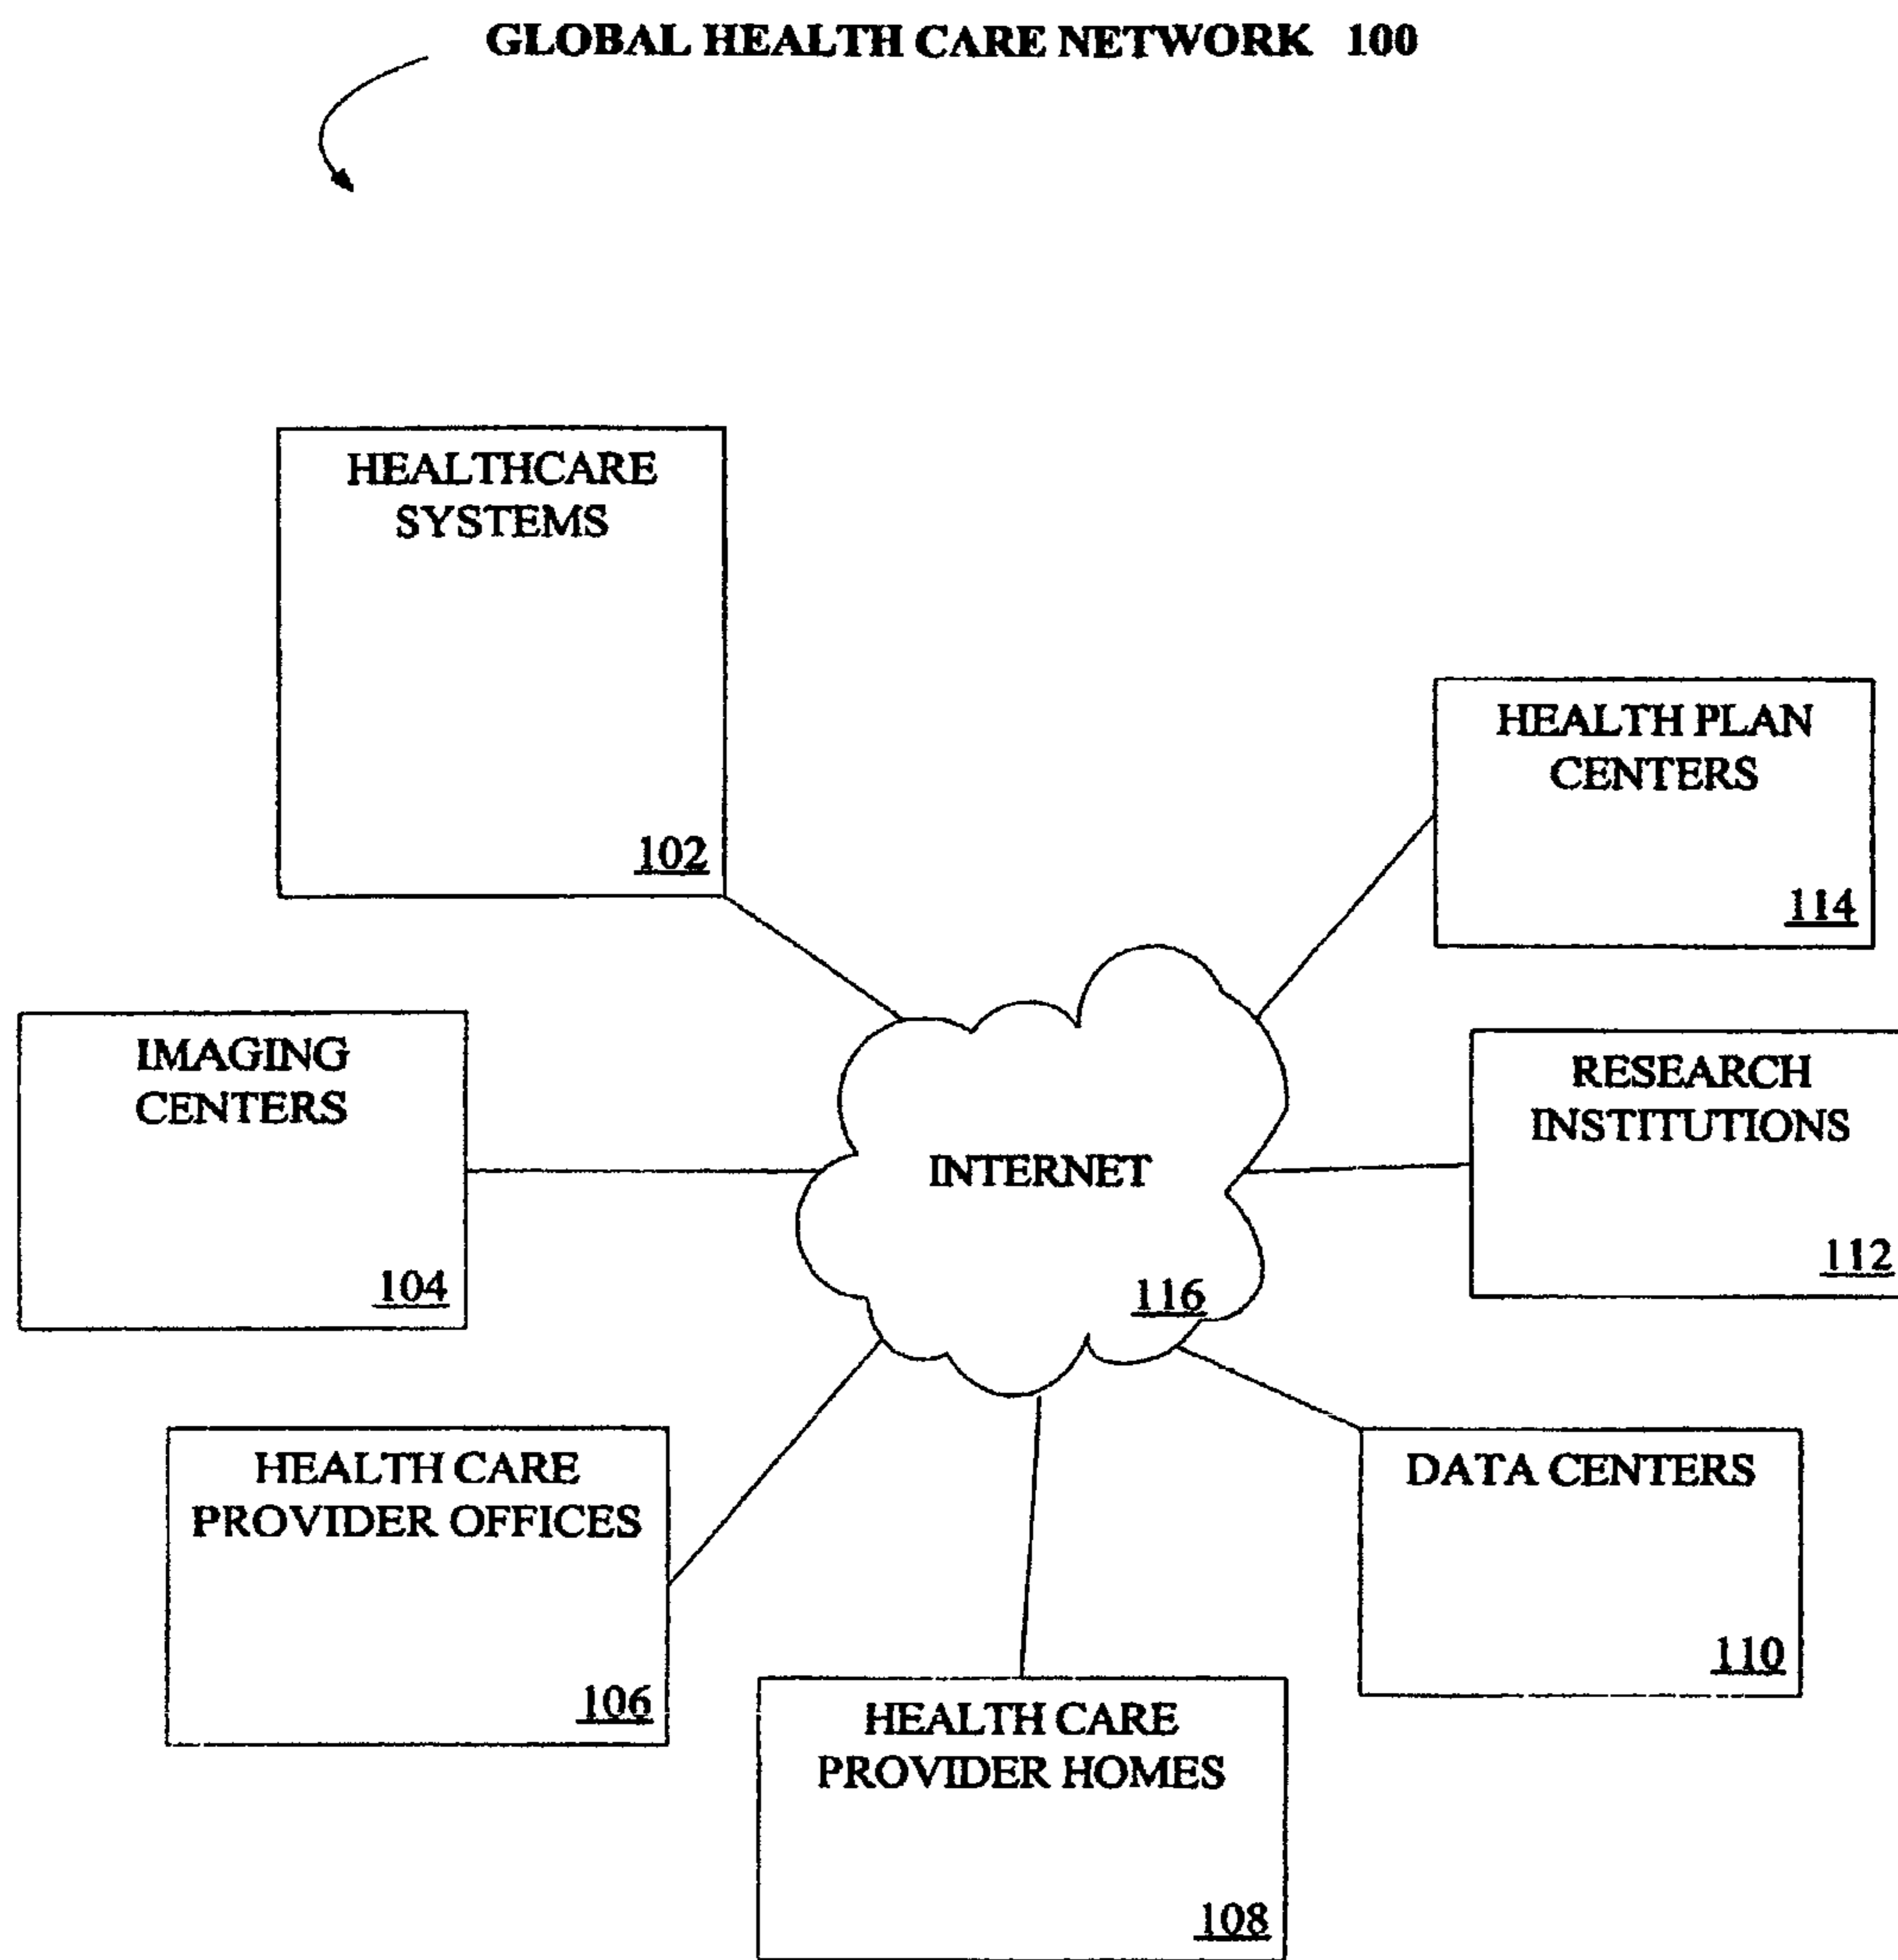 GLOBAL HEALTH CARE NETWORK 100
HEALTHCARE
SYSTEMS
102
HEALTH PLAN
CENTERS
114
IMAGING
CENTERS
104
INTERNET
116
RESEARCH
INSTITUTIONS
112
HEALTH CARE
PROVIDER OFFICES
106
HEALTH CARE
PROVIDER HOMES
108
DATA CENTERS
110